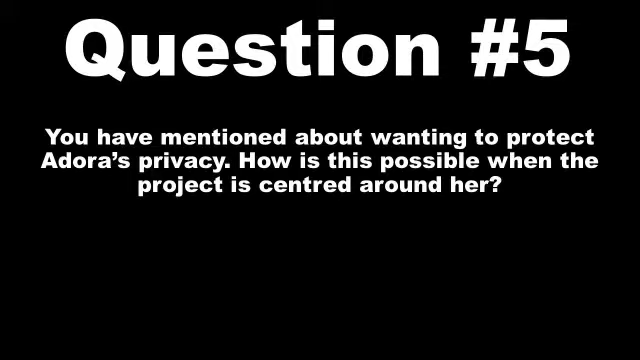 Question #5
You have mentioned about wanting to protect
Adora’s privacy. How is this possible when the
project is centred around her?